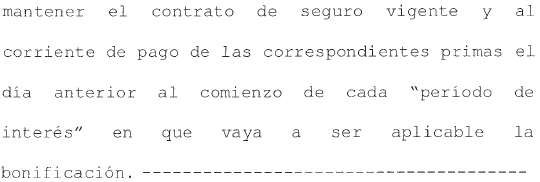 mantener el contrato de seguro vigente y al
corriente de pago de las correspondientes primas el
día anterior al comienzo de cada "período de
interés" en que vaya a ser aplicable la
bonificación. --------------------------------------